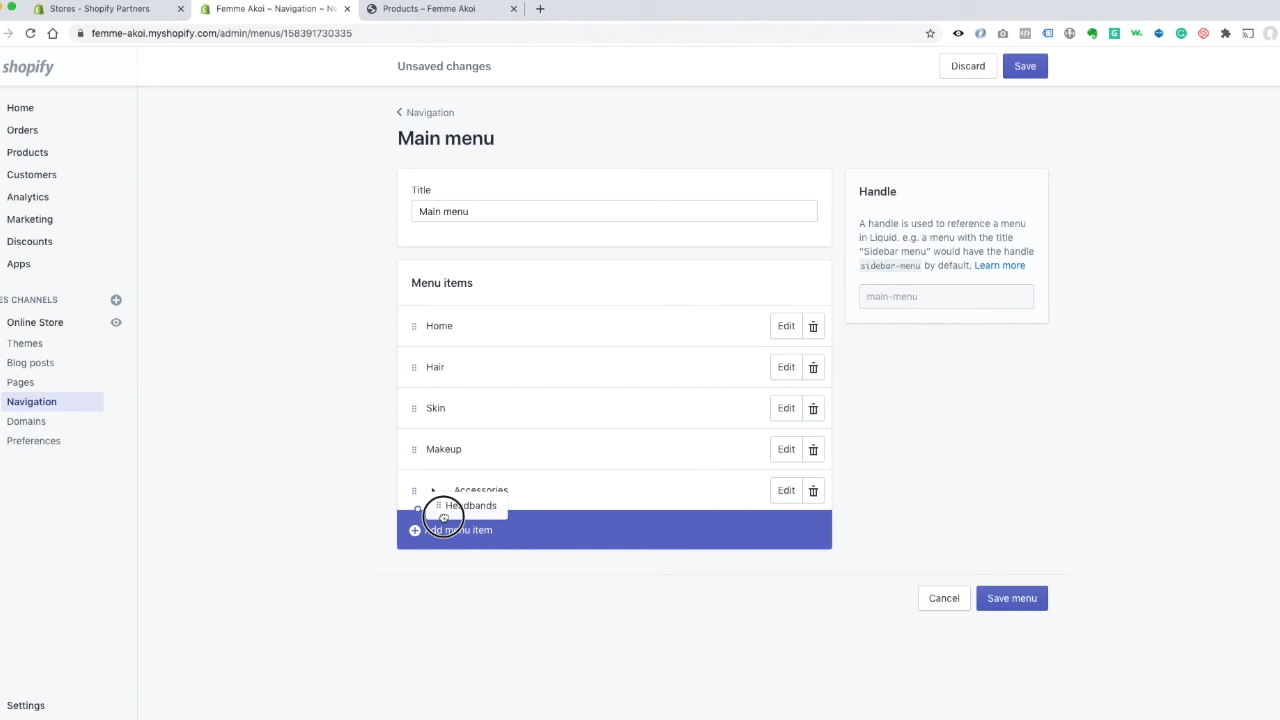 Stores - Shopify Partners
Femme Akoi ~ Navigation ~ Ne
Products – Femme Akoi
femme-akoi.myshopify.com/admin/menus/158391730335
shopify
Unsaved changes
Discard
Save
Home
Orders
Products
Customers
Analytics
Marketing
Discounts
Apps
ES CHANNELS
Online Store
Themes
Blog posts
Pages
Navigation
Domains
Preferences
Settings
Navigation
Main menu
Title
Main menu
Menu items
Home
Edit
Hair
Edit
Skin
Edit
Makeup
Edit
Accessories
Edit
Headbands
Add menu item
Handle
A handle is used to reference a menu
in Liquid. e.g. a menu with the title
“Sidebar menu” would have the handle
sidebar-menu by default. Learn more
main-menu
Cancel
Save menu